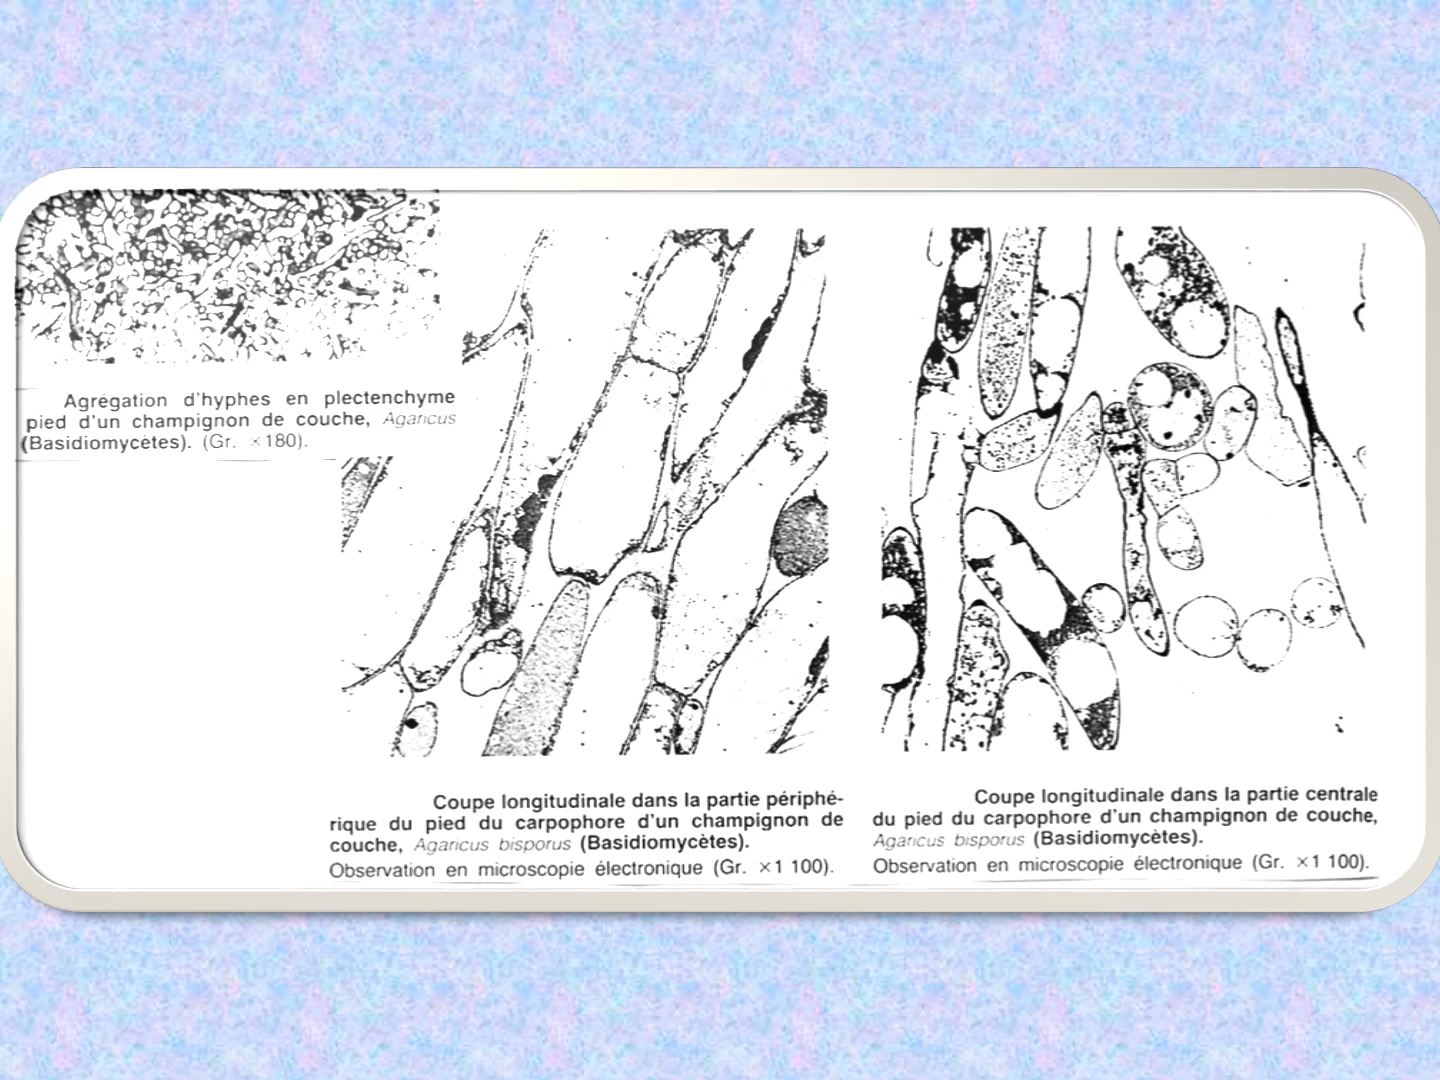 Agrégation d'hyphes en plectenchyme
pied d'un champignon de couche, Agaricus
(Basidiomycètes). (Gr. ×180).
Coupe longitudinale dans la partie périphé-
rique du pied du carpophore d'un champignon de
couche, Agaricus bisporus (Basidiomycètes).
Observation en microscopie électronique (Gr. ×1 100).
Coupe longitudinale dans la partie centrale
du pied du carpophore d'un champignon de couche,
Agaricus bisporus (Basidiomycètes).
Observation en microscopie électronique (Gr. ×1 100).